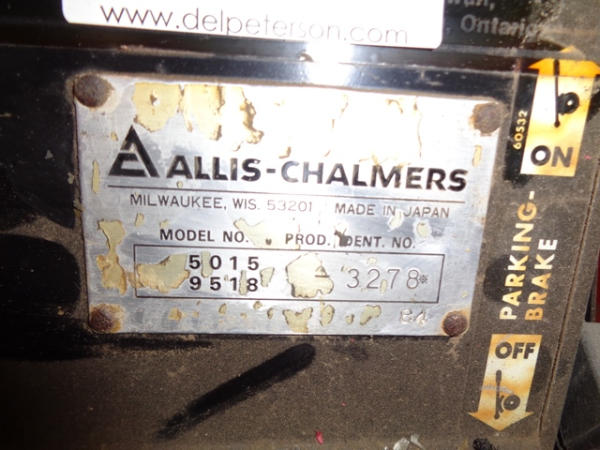 www.delpeterson.com
Ontario
ALLIS-CHALMERS
MILWAUKEE, WIS. 53201 MADE IN JAPAN
MODEL NO. PROD. IDENT. NO.
5015
9518
3278*
60532
ON
PARKING-
BRAKE
OFF